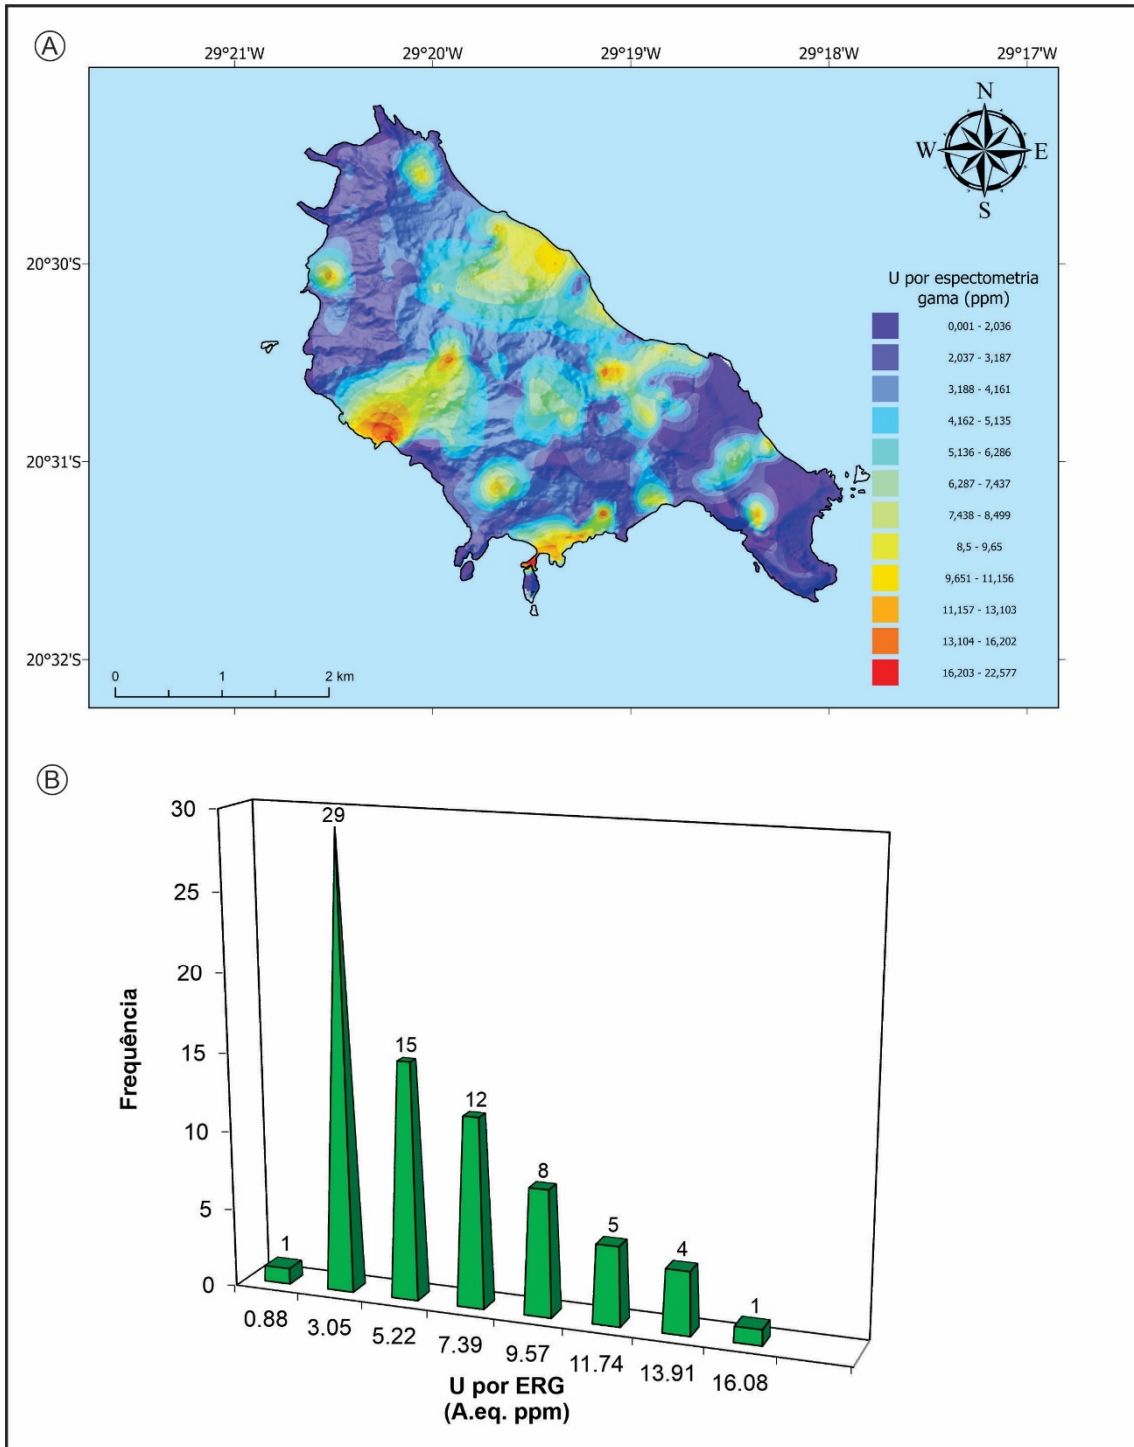 A
29°21'W 29°20'W 29°19'W 29°18'W 29°17'W
N
W E
S
20°30'S
20°31'S
20°32'S
U por espectometria
gama (ppm)
0,001 - 2,036
2,037 - 3,187
3,188 - 4,161
4,162 - 5,135
5,136 - 6,286
6,287 - 7,437
7,438 - 8,499
8,5 - 9,65
9,651 - 11,156
11,157 - 13,103
13,104 - 16,202
16,203 - 22,577
0 1 2 km
B
30
25
20
15
10
5
0
Frequência
1
29
15
12
8
5
4
1
0.88 3.05 5.22 7.39 9.57 11.74 13.91 16.08
U por ERG
(A.eq. ppm)